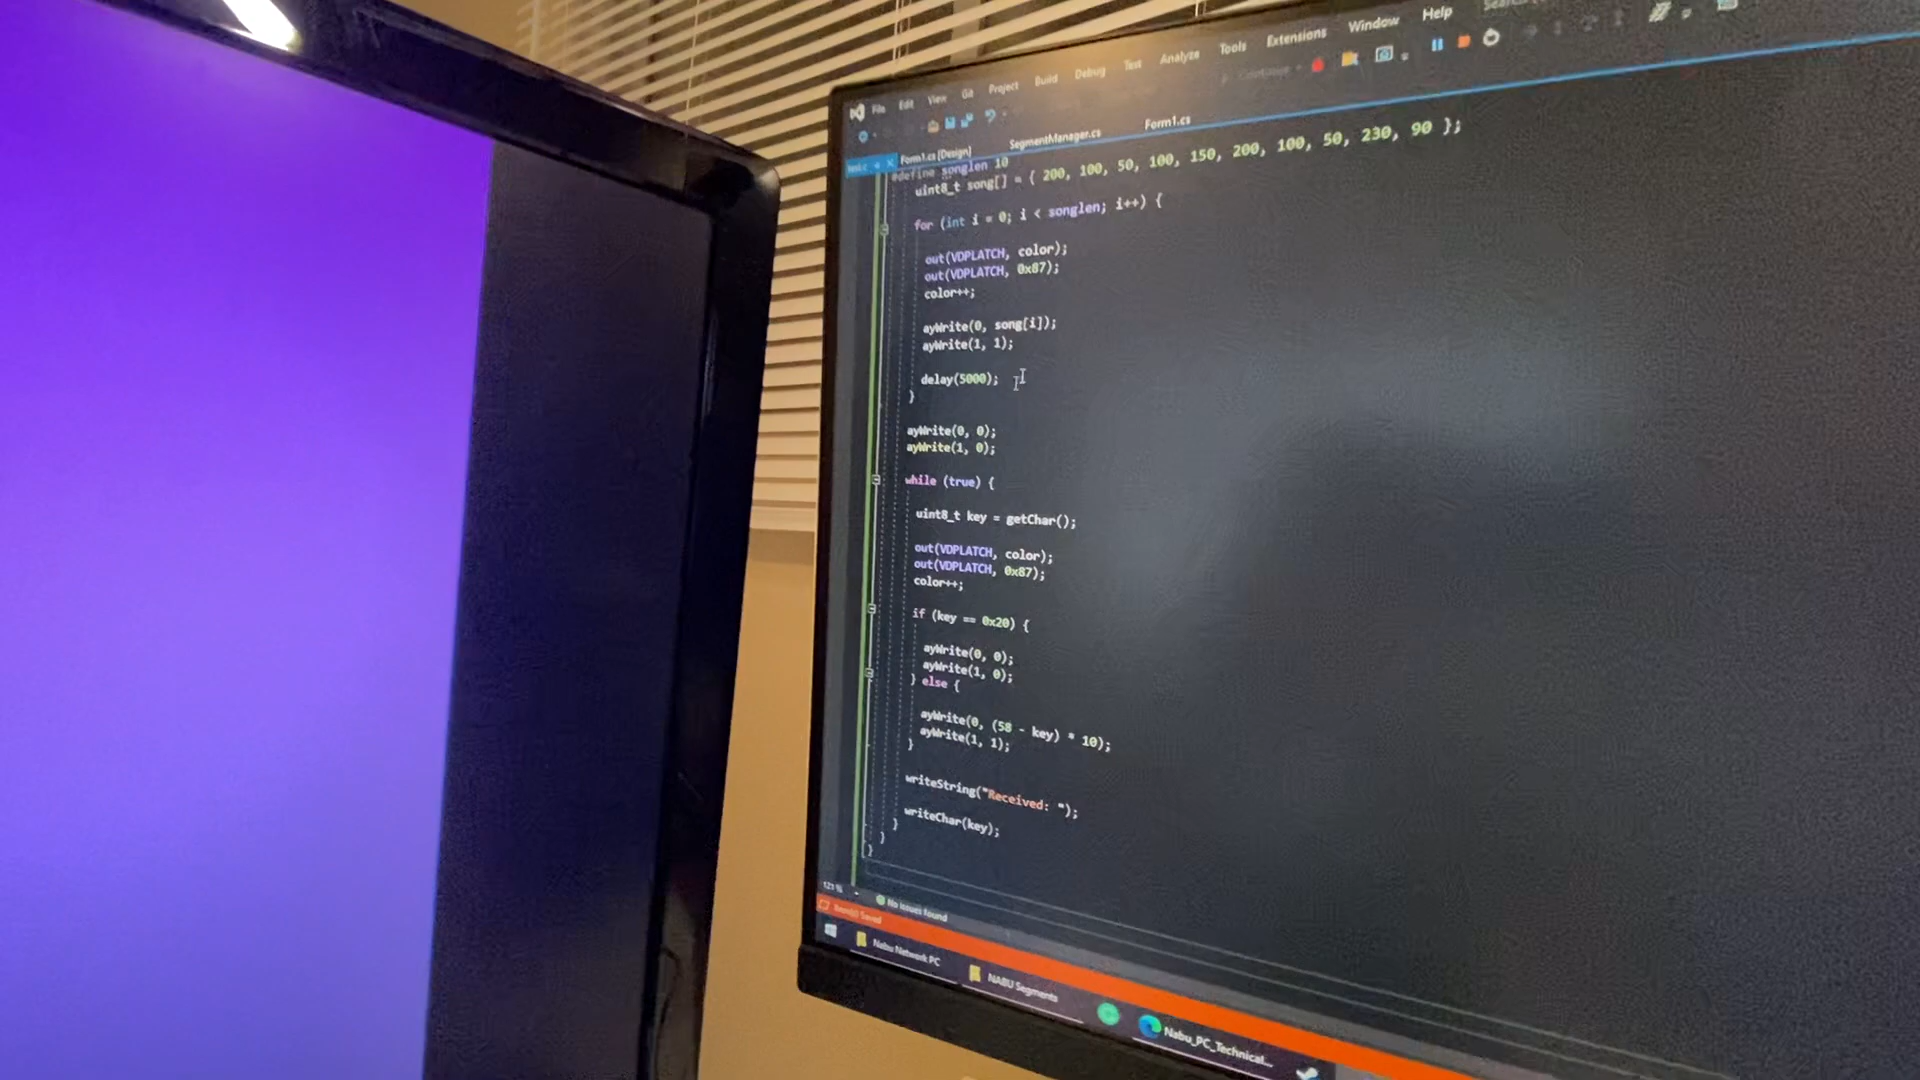 File Edit View Git Project Build Debug Test Analyze Tools Extensions Window Help
Form1.cs [Design] SegmentManager.cs Form1.cs
#define songlen 10
uint8_t song[] = { 200, 100, 50, 100, 150, 200, 100, 50, 230, 90 };
for (int i = 0; i < songlen; i++) {
out(VDPLATCH, color);
out(VDPLATCH, 0x87);
color++;
ayWrite(0, song[i]);
ayWrite(1, 1);
delay(5000);
}
ayWrite(0, 0);
ayWrite(1, 0);
while (true) {
uint8_t key = getChar();
out(VDPLATCH, color);
out(VDPLATCH, 0x87);
color++;
if (key == 0x20) {
ayWrite(0, 0);
ayWrite(1, 0);
} else {
ayWrite(0, (58 - key) * 10);
ayWrite(1, 1);
}
writeString("Received: ");
writeChar(key);
}
}
}
121 %
No issues found
Item(s) Saved
Nabu Network PC
NABU Segments
Nabu_PC_Technical...